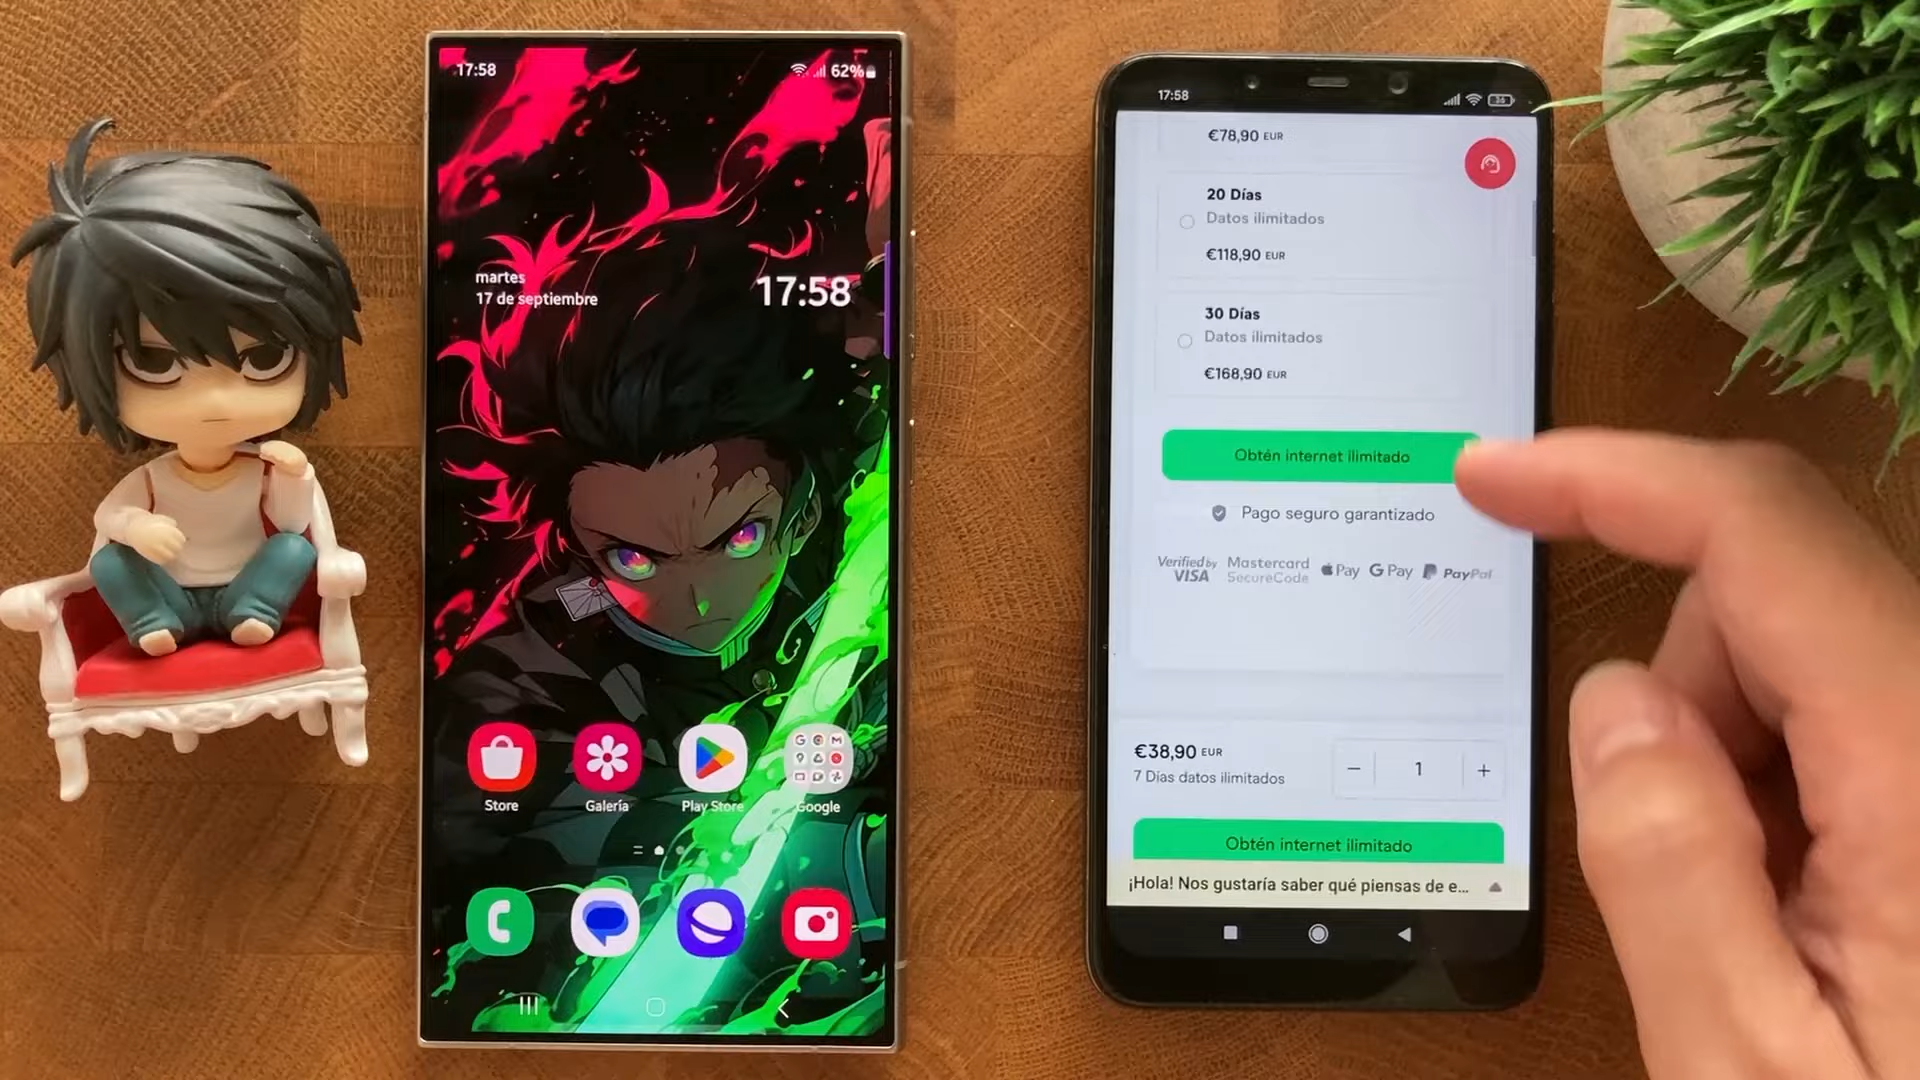 17:58
62%
martes
17 de septiembre
17:58
Store
Galería
Play Store
Google
17:58
36
€78,90 EUR
20 Días
Datos ilimitados
€118,90 EUR
30 Días
Datos ilimitados
€168,90 EUR
Obtén internet ilimitado
Pago seguro garantizado
Verified by
VISA
Mastercard
SecureCode
Pay
G Pay
PayPal
€38,90 EUR
7 Días datos ilimitados
− 1 +
Obtén internet ilimitado
¡Hola! Nos gustaría saber qué piensas de e...